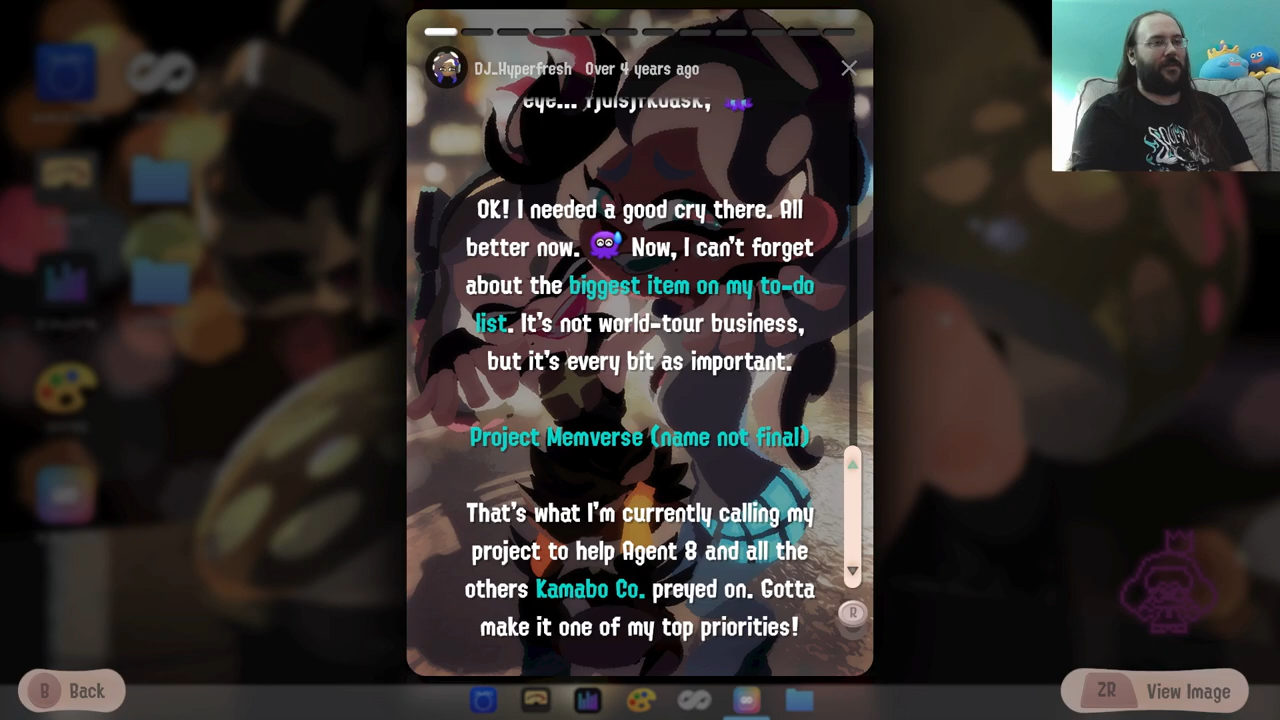 DJ_Hyperfresh Over 4 years ago
OK! I needed a good cry there. All
better now. Now, I can't forget
about the biggest item on my to-do
list. It's not world-tour business,
but it's every bit as important.
Project Memverse (name not final)
That's what I'm currently calling my
project to help Agent 8 and all the
others Kamabo Co. preyed on. Gotta
make it one of my top priorities!
R
B Back
ZR View Image